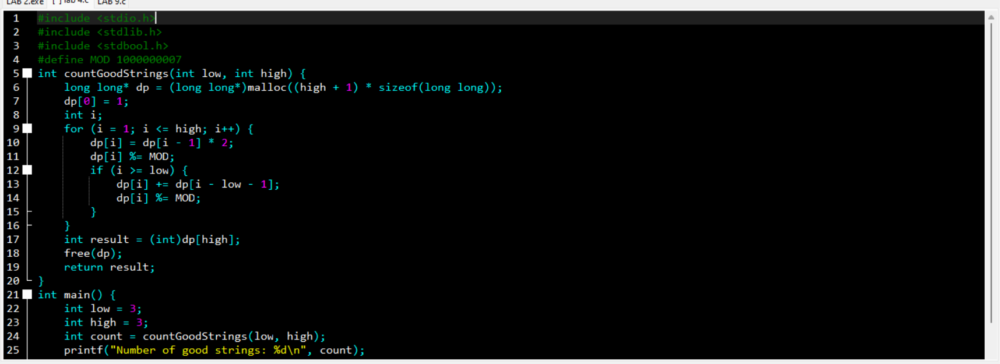 LAB 2.exe [ ] lab 4.c LAB 9.c
1 #include <stdio.h>
2 #include <stdlib.h>
3 #include <stdbool.h>
4 #define MOD 1000000007
5 int countGoodStrings(int low, int high) {
6 long long* dp = (long long*)malloc((high + 1) * sizeof(long long));
7 dp[0] = 1;
8 int i;
9 for (i = 1; i <= high; i++) {
10 dp[i] = dp[i - 1] * 2;
11 dp[i] %= MOD;
12 if (i >= low) {
13 dp[i] += dp[i - low - 1];
14 dp[i] %= MOD;
15 }
16 }
17 int result = (int)dp[high];
18 free(dp);
19 return result;
20 }
21 int main() {
22 int low = 3;
23 int high = 3;
24 int count = countGoodStrings(low, high);
25 printf("Number of good strings: %d\n", count);